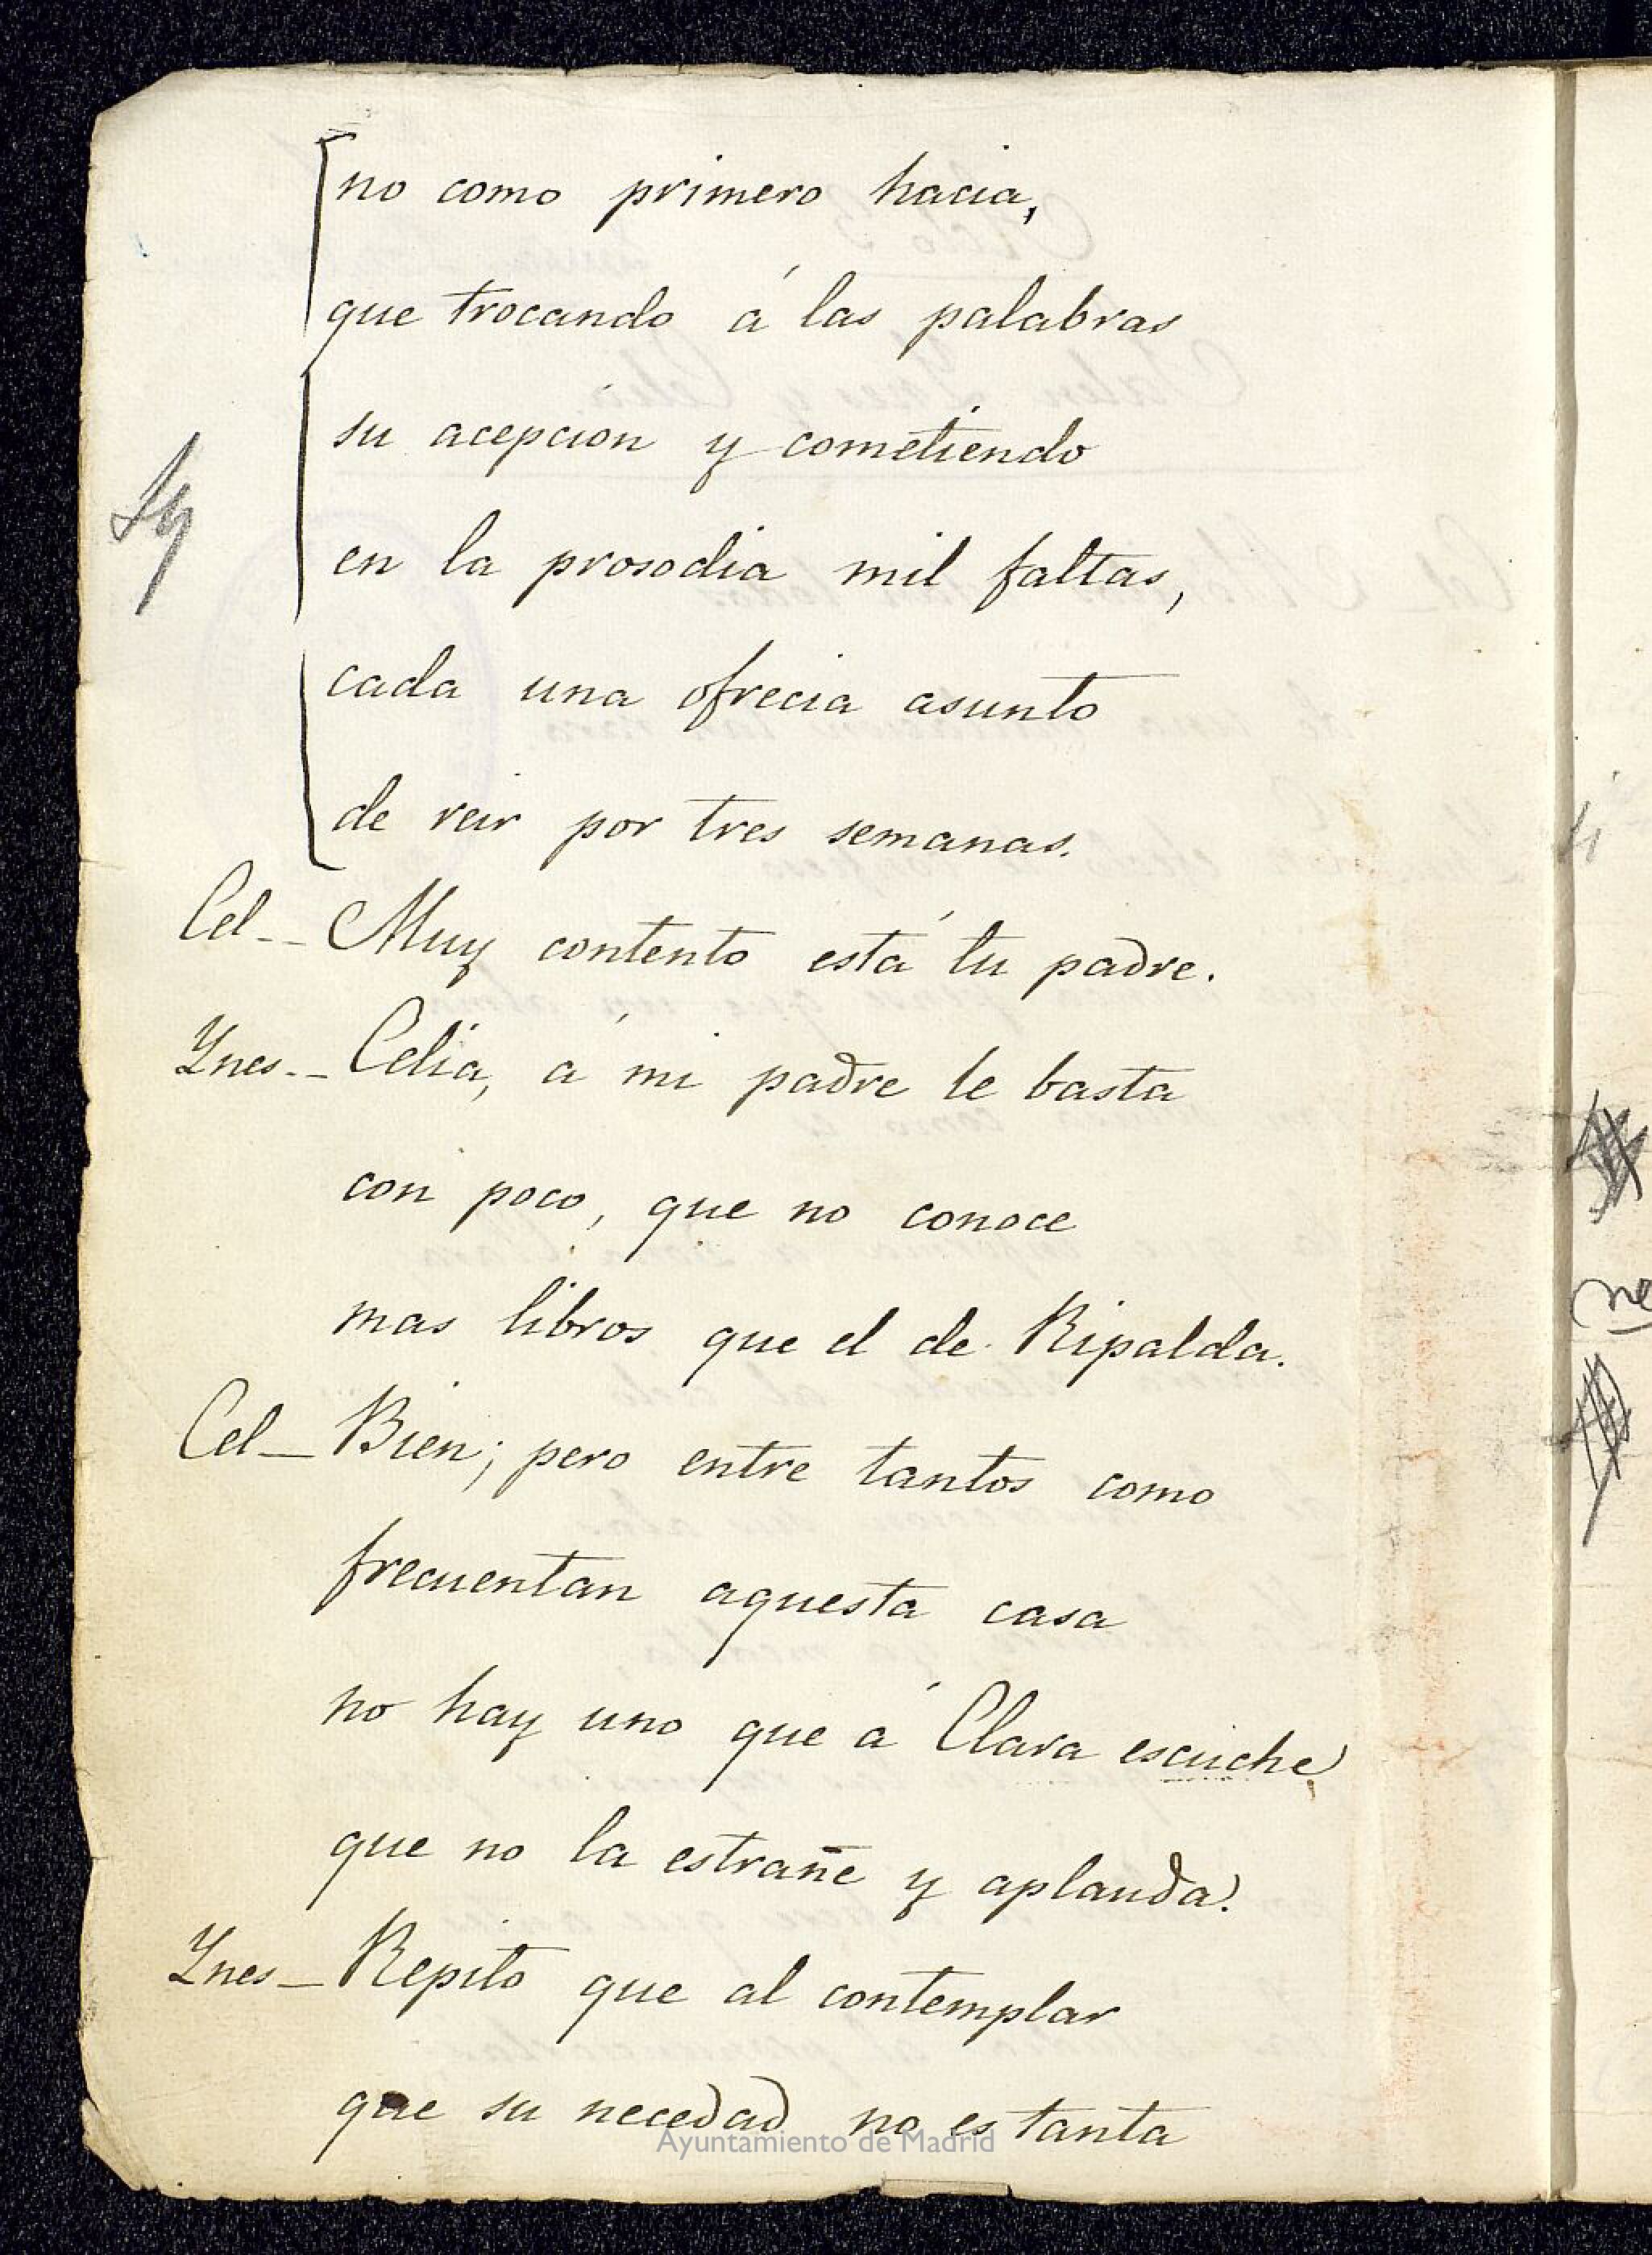 no como primero hacia,
que trocando á las palabras
su acepcion y cometiendo
en la prosodia mil faltas,
cada una ofrecia asunto
de reir por tres semanas.
Cel-- Muy contento está tu padre.
Ynes-- Celia, á mi padre le basta
con poco, que no conoce
mas libros que el de Ripalda.
Cel- Bien; pero entre tantos como
frecuentan aquesta casa
no hay uno que á Clara escuche
que no la estrañe y aplauda.
Ynes- Repito que al contemplar
que su necedad no es tanta
Ayuntamiento de Madrid